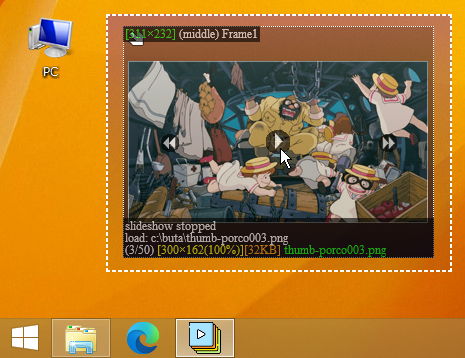 [311×232] (middle) Frame1
PC
slideshow stopped
load: c:\buta\thumb-porco003.png
(3/50) [300×162(100%)][32KB] thumb-porco003.png